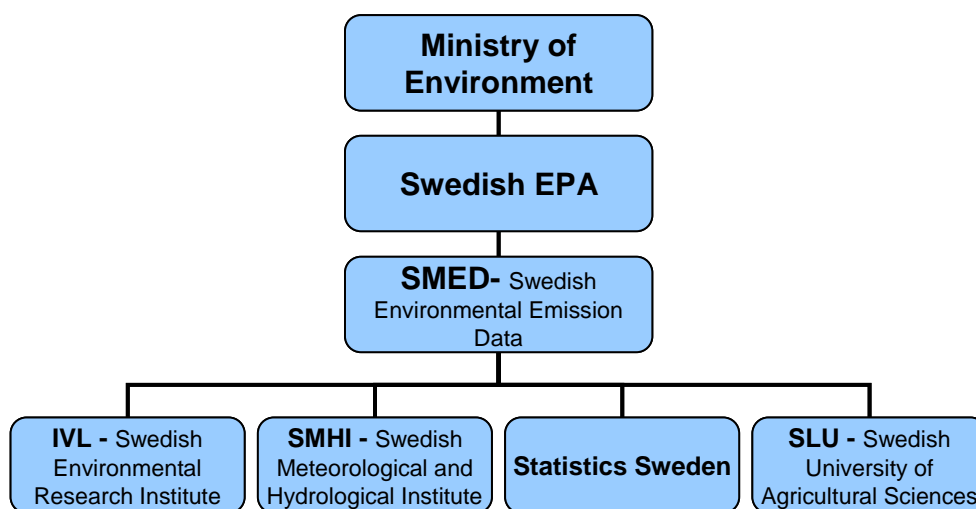 Ministry of
Environment
Swedish EPA
SMED- Swedish
Environmental Emission
Data
IVL - Swedish
Environmental
Research Institute
SMHI - Swedish
Meteorological and
Hydrological Institute
Statistics Sweden
SLU - Swedish
University of
Agricultural Sciences